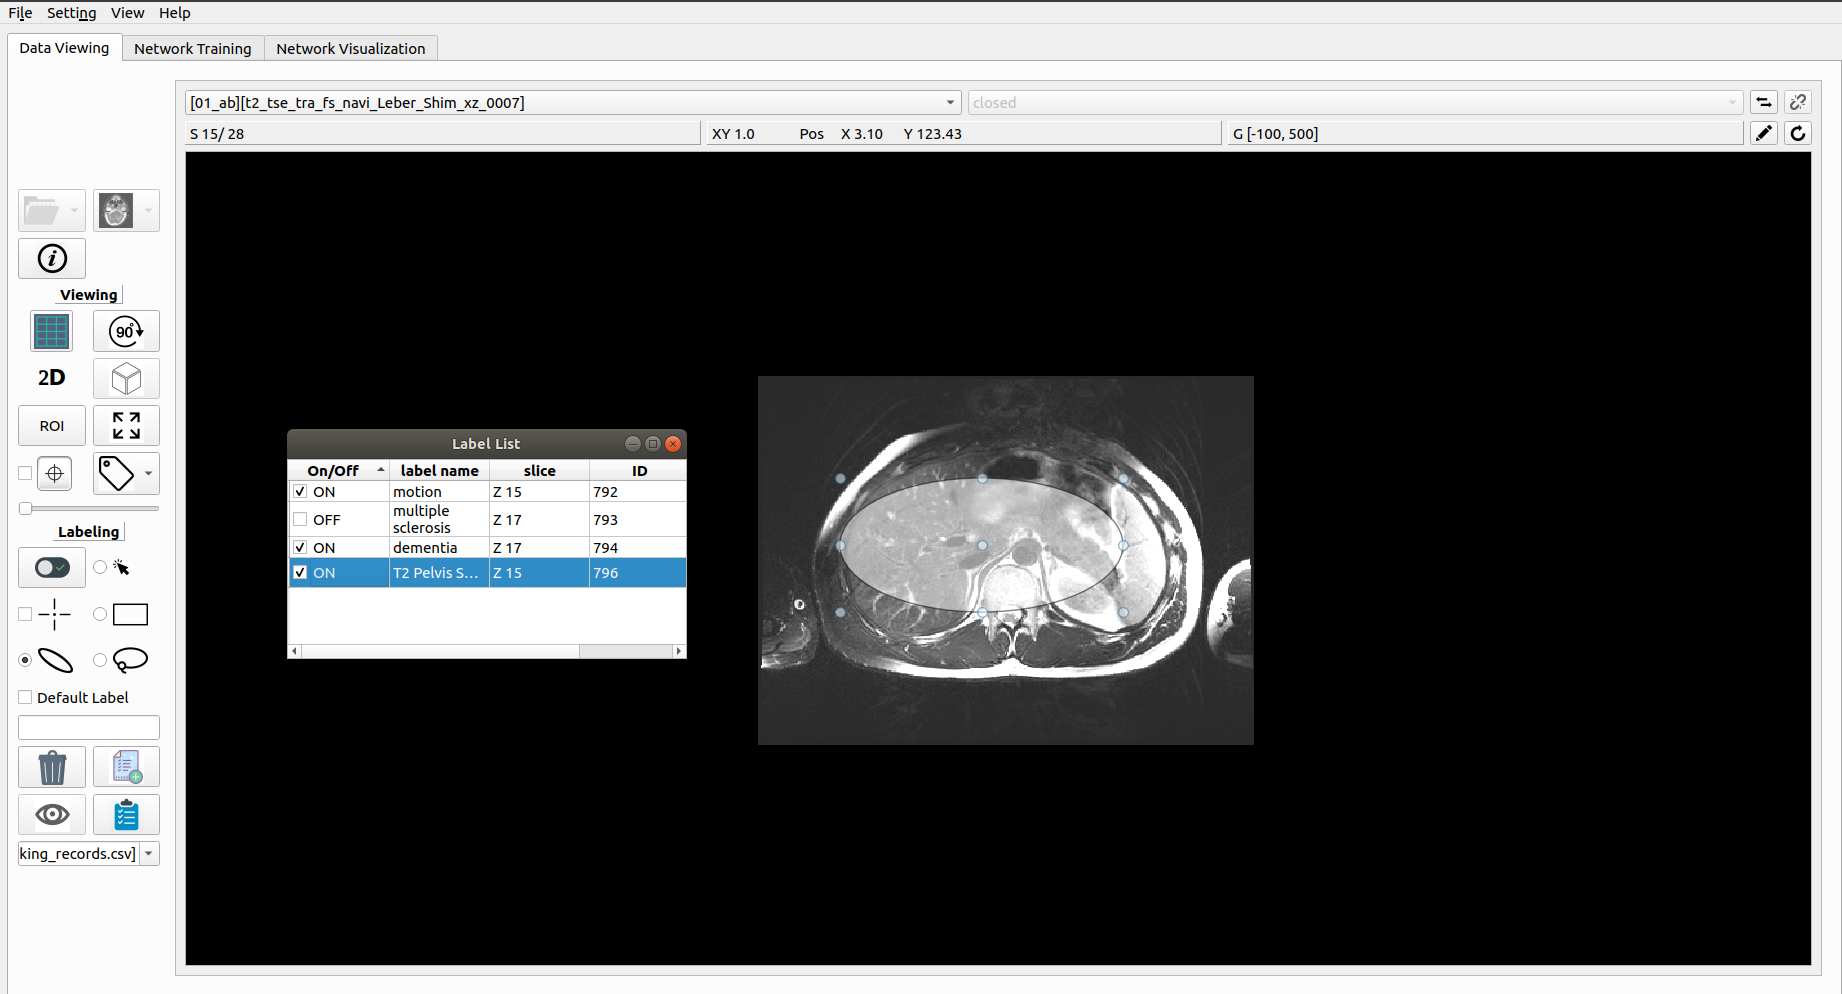 File Setting View Help
Data Viewing Network Training Network Visualization
[01_ab][t2_tse_tra_fs_navi_Leber_Shim_xz_0007] closed
S 15/ 28 XY 1.0 Pos X 3.10 Y 123.43 G [-100, 500]
i
Viewing
90°
2D
ROI
Label List
On/Off label name slice ID
ON motion Z 15 792
OFF multiple sclerosis Z 17 793
ON dementia Z 17 794
ON T2 Pelvis S... Z 15 796
Labeling
Default Label
king_records.csv]